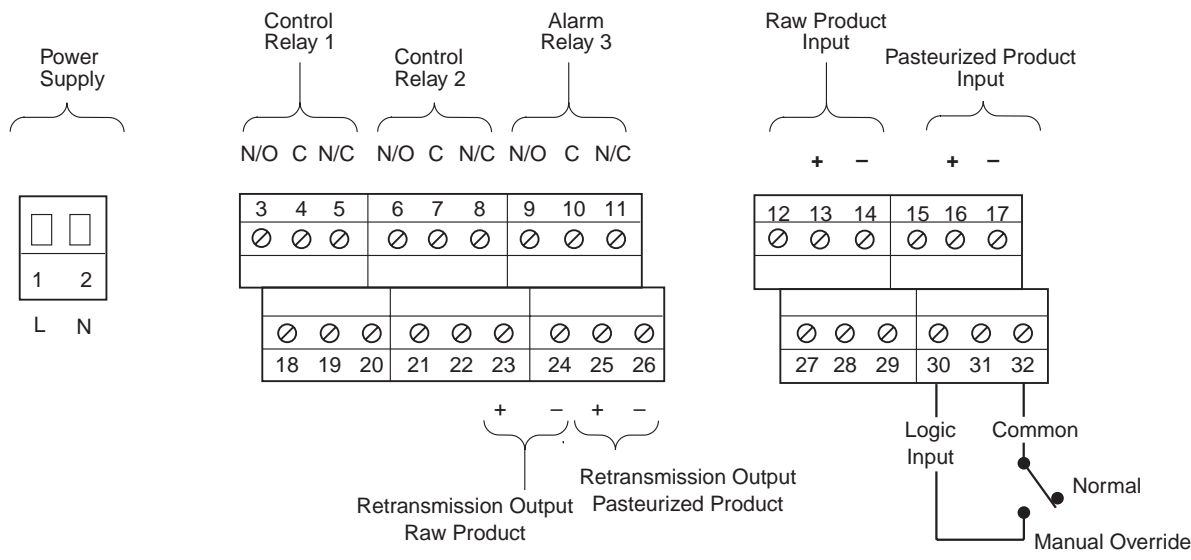 Control
Relay 1
Alarm
Relay 3
Raw Product
Input
Power
Supply
Control
Relay 2
Pasteurized Product
Input
N/O C N/C N/O C N/C N/O C N/C
+ – + –
3 4 5 6 7 8 9 10 11
12 13 14 15 16 17
1 2
L N
18 19 20 21 22 23 24 25 26
27 28 29 30 31 32
+ – + –
Logic
Input
Common
Retransmission Output
Pasteurized Product
Normal
Retransmission Output
Raw Product
Manual Override